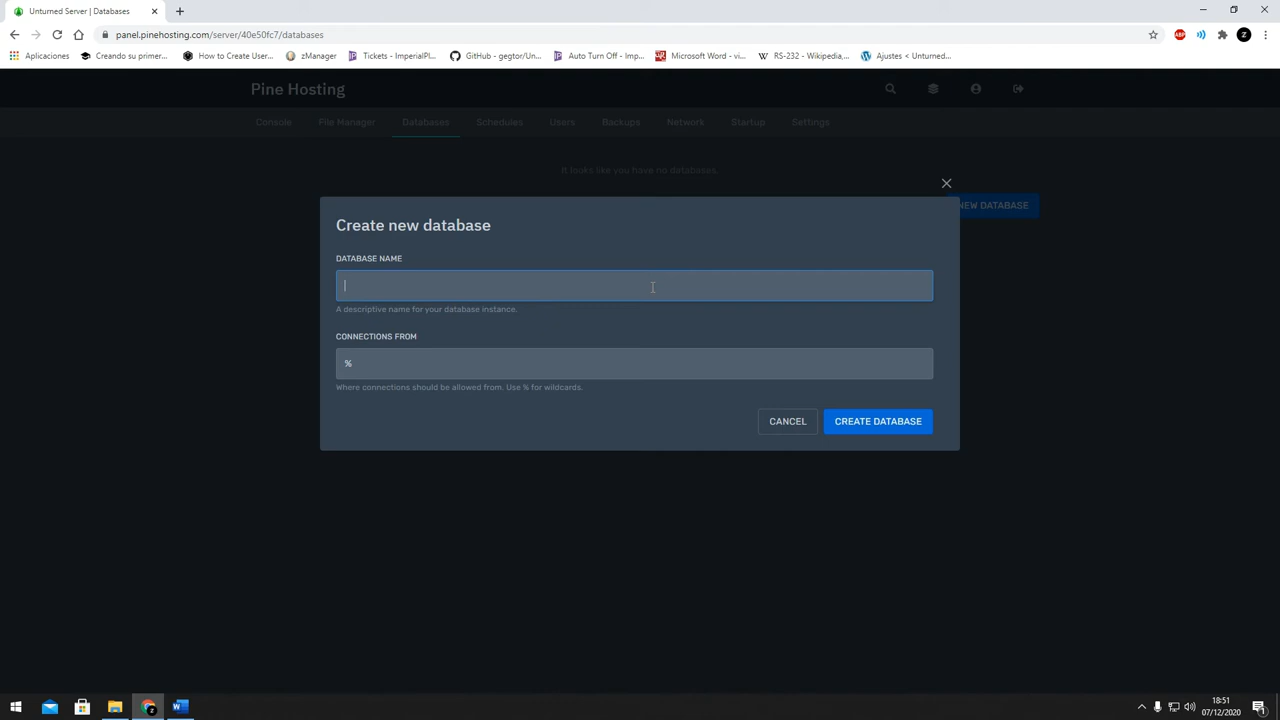 Unturned Server | Databases
panel.pinehosting.com/server/40e50fc7/databases
Aplicaciones
Creando su primer...
How to Create User...
zManager
Tickets - ImperialPl...
GitHub - gegtor/Un...
Auto Turn Off - Imp...
Microsoft Word - vi...
RS-232 - Wikipedia,...
Ajustes < Unturned...
Pine Hosting
Console
File Manager
Databases
Schedules
Users
Backups
Network
Startup
Settings
It looks like you have no databases.
NEW DATABASE
Create new database
DATABASE NAME
A descriptive name for your database instance.
CONNECTIONS FROM
%
Where connections should be allowed from. Use % for wildcards.
CANCEL
CREATE DATABASE
18:51
07/12/2020